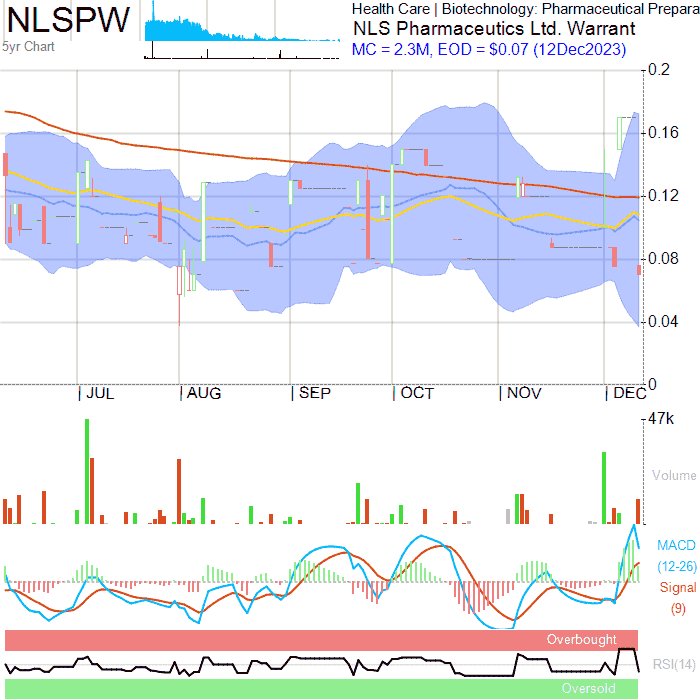 NLSPW
5yr Chart
Health Care | Biotechnology: Pharmaceutical Prepara
NLS Pharmaceutics Ltd. Warrant
MC = 2.3M, EOD = $0.07 (12Dec2023)
0.2
0.16
0.12
0.08
0.04
0
JUL AUG SEP OCT NOV DEC
47k
Volume
MACD
(12-26)
Signal
(9)
Overbought
RSI(14)
Oversold